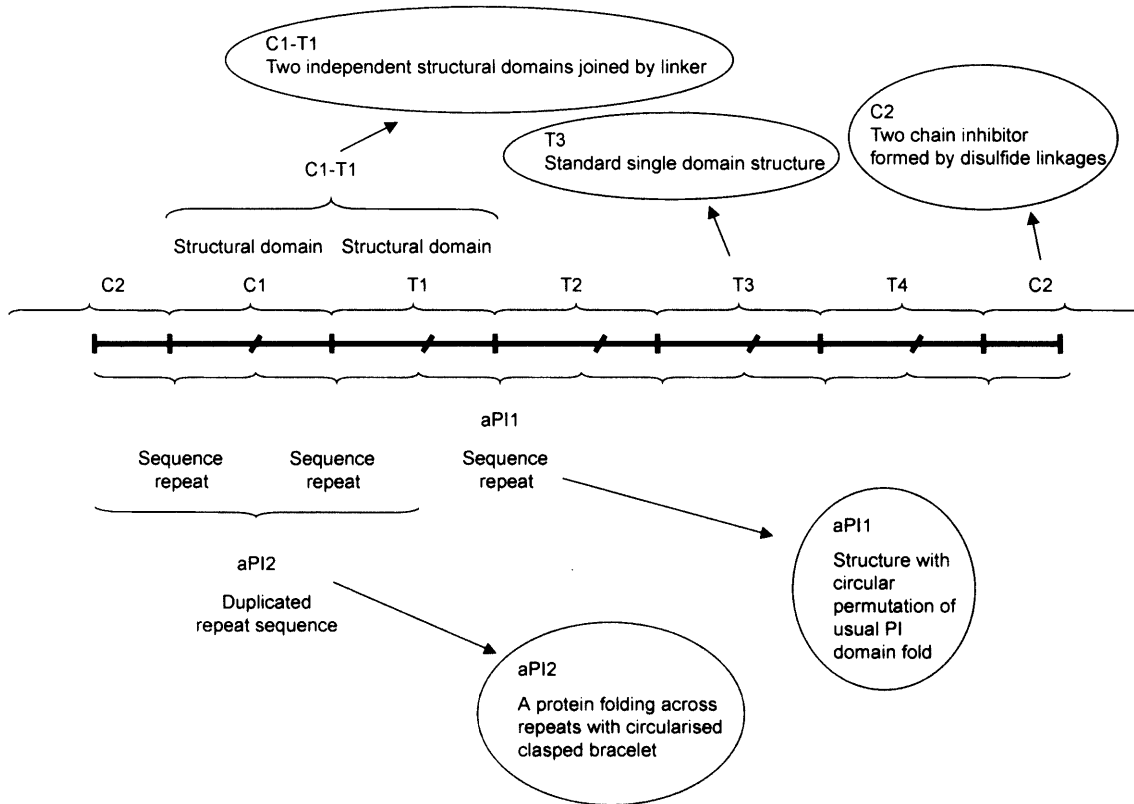 C1-T1
Two independent structural domains joined by linker
C2
Two chain inhibitor
formed by disulfide linkages
T3
Standard single domain structure
C1-T1
Structural domain
Structural domain
C2
C1
T1
T2
T3
T4
C2
aPI1
Sequence
repeat
Sequence
repeat
Sequence
repeat
aPI1
Structure with
circular
permutation of
usual PI
domain fold
aPI2
Duplicated
repeat sequence
aPI2
A protein folding across
repeats with circularised
clasped bracelet